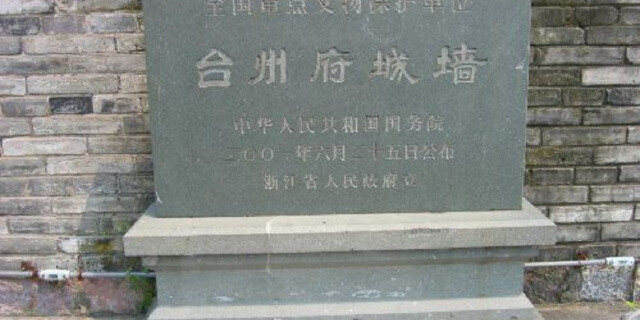 全国重点文物保护单位
台州府城墙
中华人民共和国国务院
二〇〇一年六月二十五日公布
浙江省人民政府立